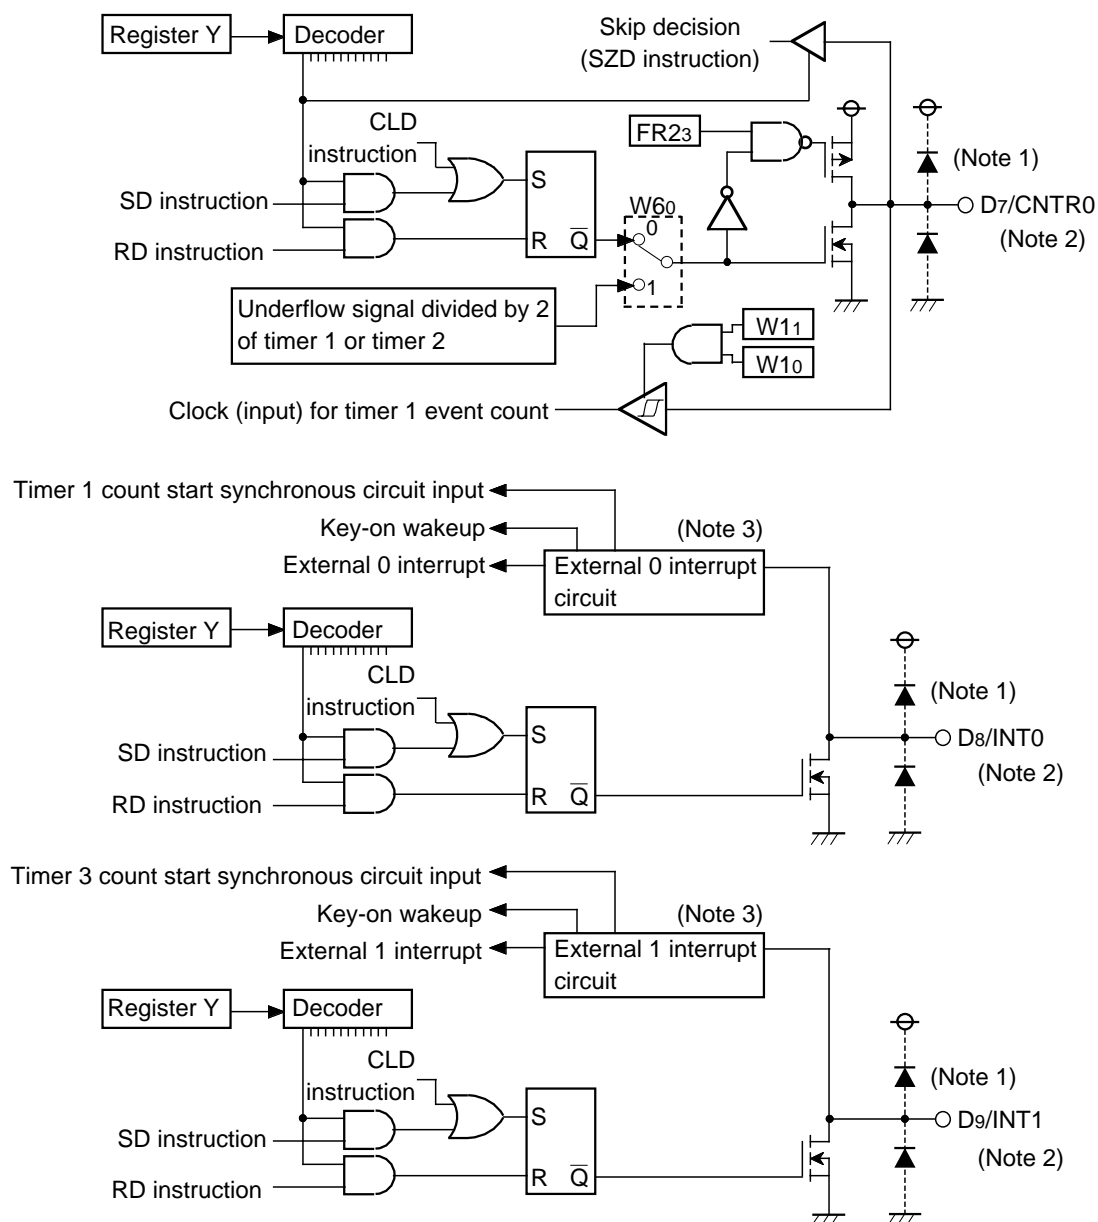 Register Y
Decoder
Skip decision
(SZD instruction)
CLD
instruction
FR23
(Note 1)
S
SD instruction
W60
D7/CNTR0
0
(Note 2)
R
Q
RD instruction
1
Underflow signal divided by 2
of timer 1 or timer 2
W11
W10
Clock (input) for timer 1 event count
Timer 1 count start synchronous circuit input
Key-on wakeup
(Note 3)
External 0 interrupt
External 0 interrupt
circuit
Register Y
Decoder
CLD
instruction
(Note 1)
S
SD instruction
D8/INT0
(Note 2)
R
Q
RD instruction
Timer 3 count start synchronous circuit input
Key-on wakeup
(Note 3)
External 1 interrupt
External 1 interrupt
circuit
Register Y
Decoder
CLD
instruction
(Note 1)
S
SD instruction
D9/INT1
(Note 2)
R
Q
RD instruction